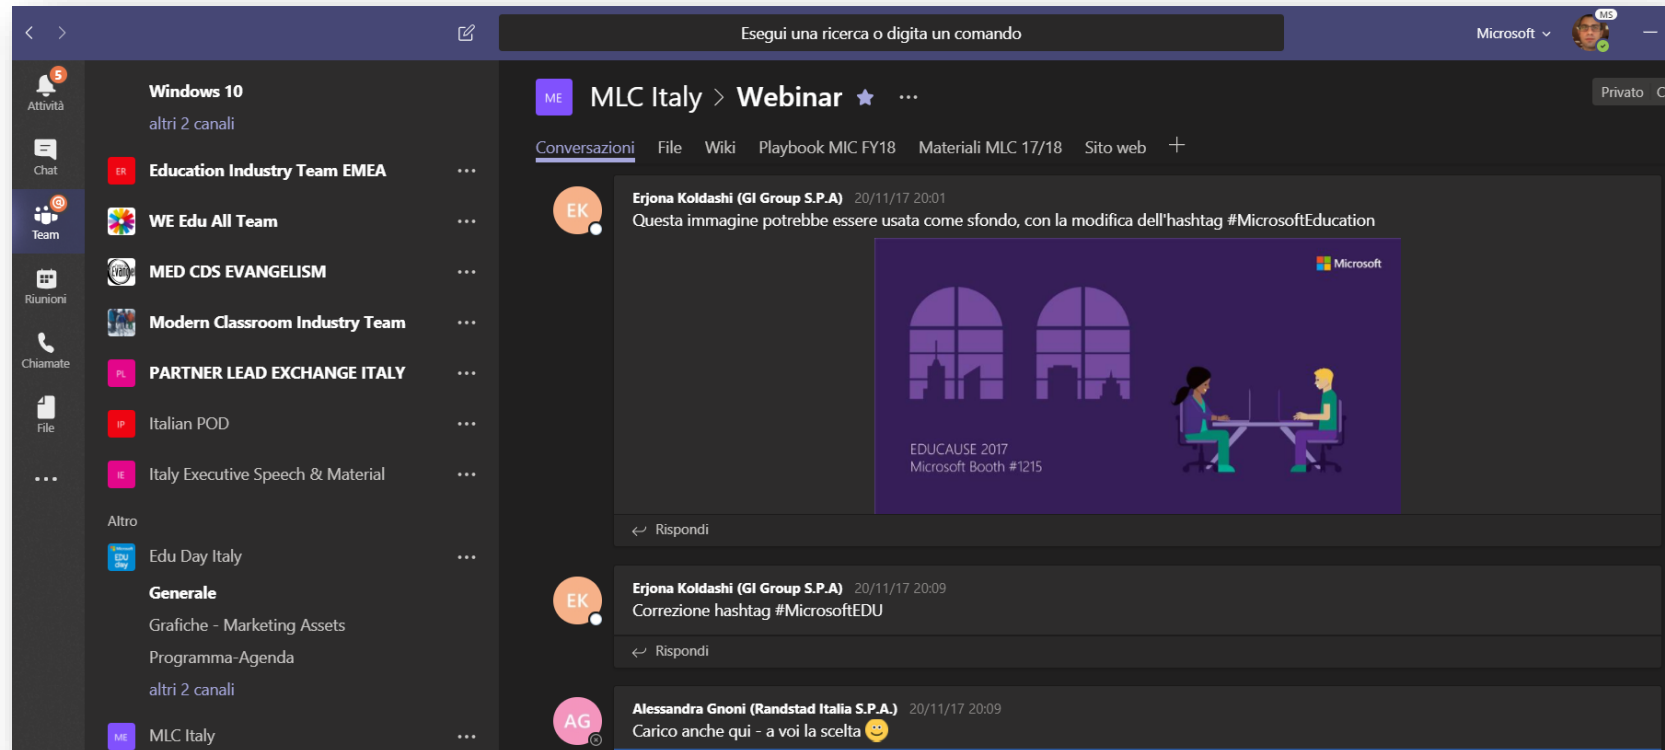 Esegui una ricerca o digita un comando
Microsoft
MS
5
Attività
Chat
@
Team
Riunioni
Chiamate
File
Windows 10
altri 2 canali
ER Education Industry Team EMEA
WE Edu All Team
MED CDS EVANGELISM
Modern Classroom Industry Team
PL PARTNER LEAD EXCHANGE ITALY
IP Italian POD
IE Italy Executive Speech & Material
Altro
EDU day Edu Day Italy
Generale
Grafiche - Marketing Assets
Programma-Agenda
altri 2 canali
ME MLC Italy
ME MLC Italy > Webinar
Privato
Conversazioni File Wiki Playbook MIC FY18 Materiali MLC 17/18 Sito web
EK
Erjona Koldashi (GI Group S.P.A) 20/11/17 20:01
Questa immagine potrebbe essere usata come sfondo, con la modifica dell'hashtag #MicrosoftEducation
Microsoft
EDUCAUSE 2017
Microsoft Booth #1215
Rispondi
EK
Erjona Koldashi (GI Group S.P.A) 20/11/17 20:09
Correzione hashtag #MicrosoftEDU
Rispondi
AG
Alessandra Gnoni (Randstad Italia S.P.A.) 20/11/17 20:09
Carico anche qui - a voi la scelta